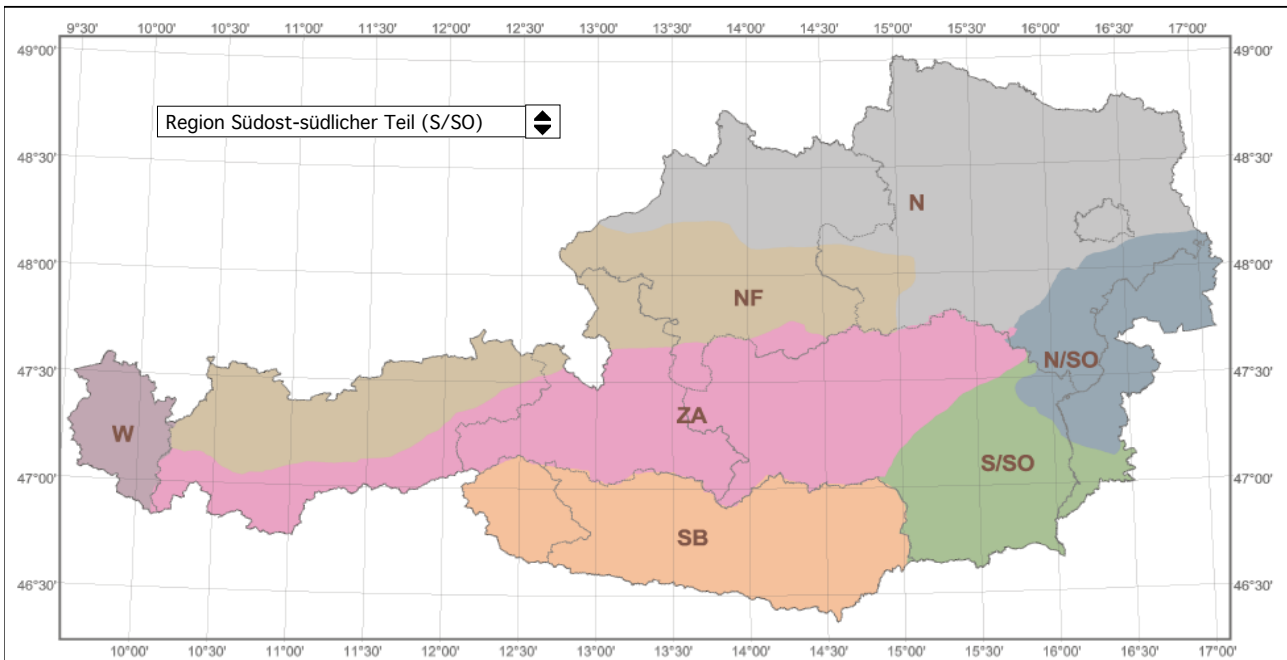 9°30' 10°00' 10°30' 11°00' 11°30' 12°00' 12°30' 13°00' 13°30' 14°00' 14°30' 15°00' 15°30' 16°00' 16°30' 17°00'
49°00' 49°00'
Region Südost-südlicher Teil (S/SO)
48°30' 48°30'
N
48°00' 48°00'
NF
47°30' N/SO 47°30'
ZA
W
S/SO
47°00' 47°00'
SB
46°30' 46°30'
10°00' 10°30' 11°00' 11°30' 12°00' 12°30' 13°00' 13°30' 14°00' 14°30' 15°00' 15°30' 16°00' 16°30' 17°00'